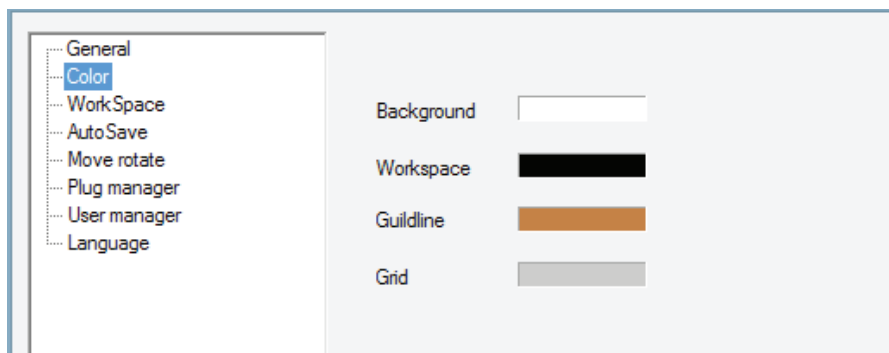 General
Color
WorkSpace
AutoSave
Move rotate
Plug manager
User manager
Language
Background
Workspace
Guildline
Grid